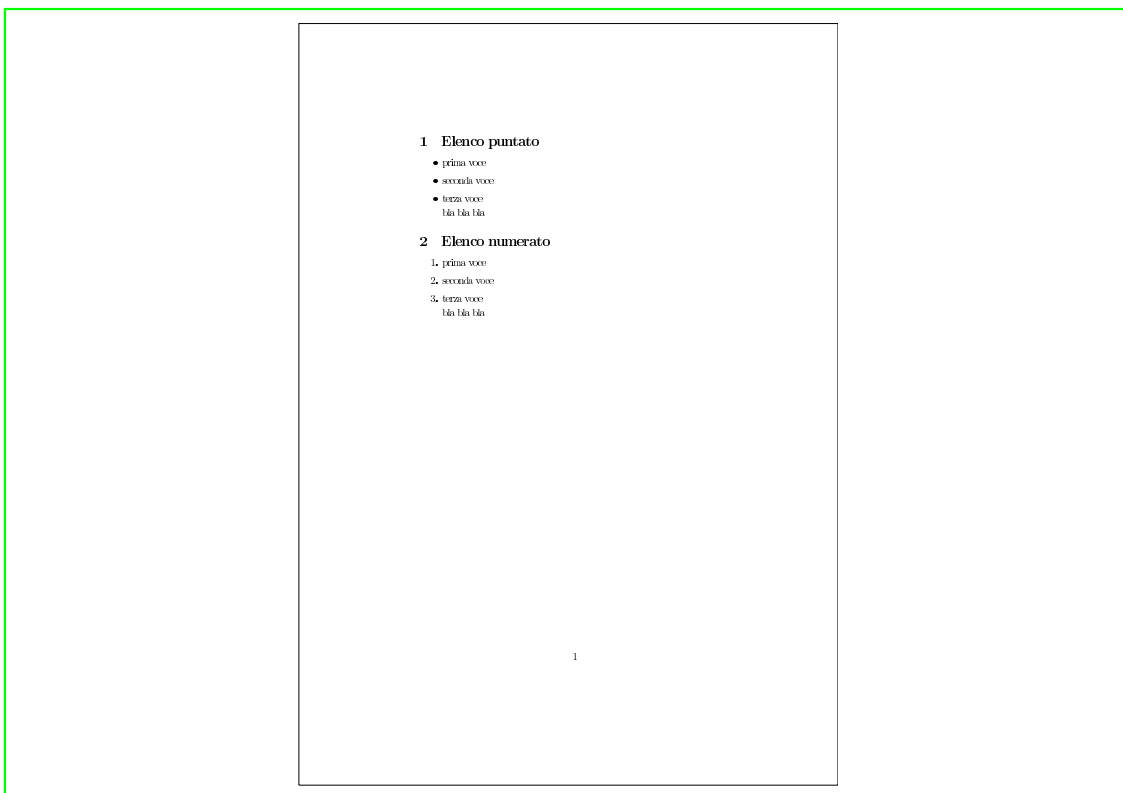 1 Elenco puntato
• prima voce
• seconda voce
• terza voce
bla bla bla
2 Elenco numerato
1. prima voce
2. seconda voce
3. terza voce
bla bla bla
1